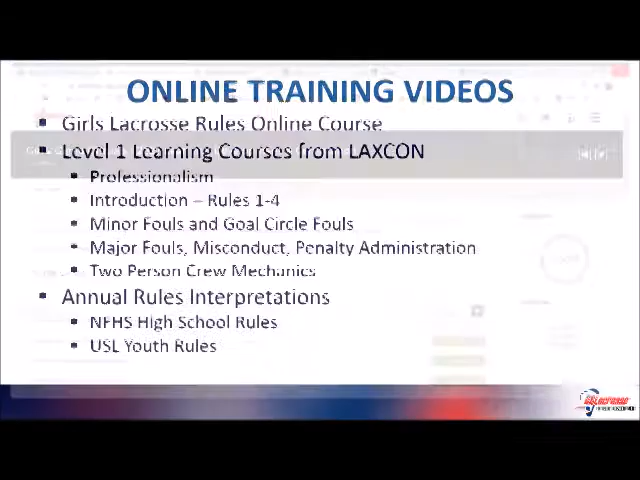 ONLINE TRAINING VIDEOS
Girls Lacrosse Rules Online Course
Level 1 Learning Courses from LAXCON
Professionalism
Introduction – Rules 1-4
Minor Fouls and Goal Circle Fouls
Major Fouls, Misconduct, Penalty Administration
Two Person Crew Mechanics
Annual Rules Interpretations
NFHS High School Rules
USL Youth Rules